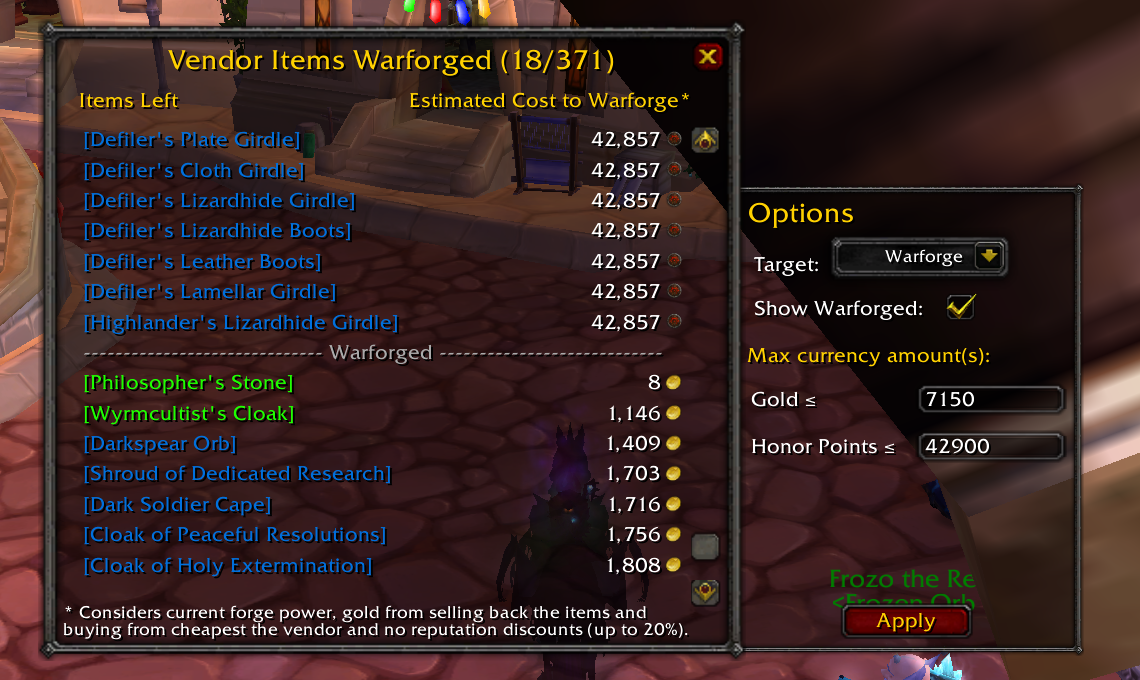 Vendor Items Warforged (18/371)
Items Left Estimated Cost to Warforge*
[Defiler's Plate Girdle] 42,857
[Defiler's Cloth Girdle] 42,857
[Defiler's Lizardhide Girdle] 42,857
[Defiler's Lizardhide Boots] 42,857
[Defiler's Leather Boots] 42,857
[Defiler's Lamellar Girdle] 42,857
[Highlander's Lizardhide Girdle] 42,857
------------------------------ Warforged ----------------------------
[Philosopher's Stone] 8
[Wyrmcultist's Cloak] 1,146
[Darkspear Orb] 1,409
[Shroud of Dedicated Research] 1,703
[Dark Soldier Cape] 1,716
[Cloak of Peaceful Resolutions] 1,756
[Cloak of Holy Extermination] 1,808
* Considers current forge power, gold from selling back the items and
buying from cheapest the vendor and no reputation discounts (up to 20%).
Options
Target: Warforge
Show Warforged:
Max currency amount(s):
Gold ≤ 7150
Honor Points ≤ 42900
Frozo the Re
<Frozen Orb
Apply